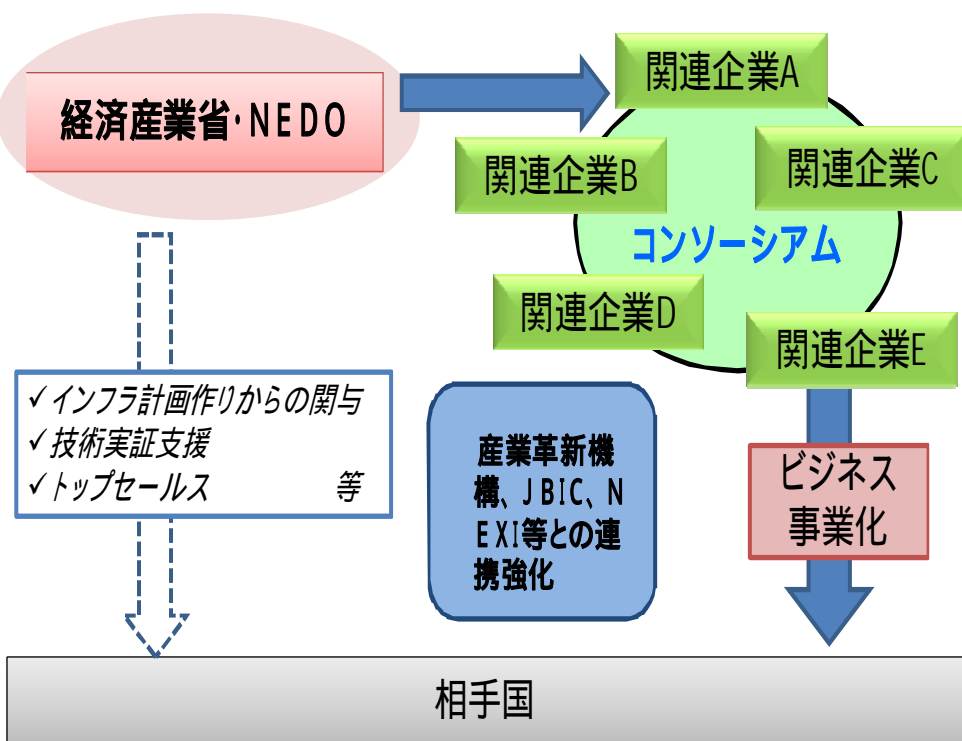 経済産業省・NEDO
関連企業A
関連企業B
関連企業C
コンソーシアム
関連企業D
関連企業E
✓インフラ計画作りからの関与
✓技術実証支援
✓トップセールス 等
産業革新機
構、JBIC、N
EXI等との連
携強化
ビジネス
事業化
相手国